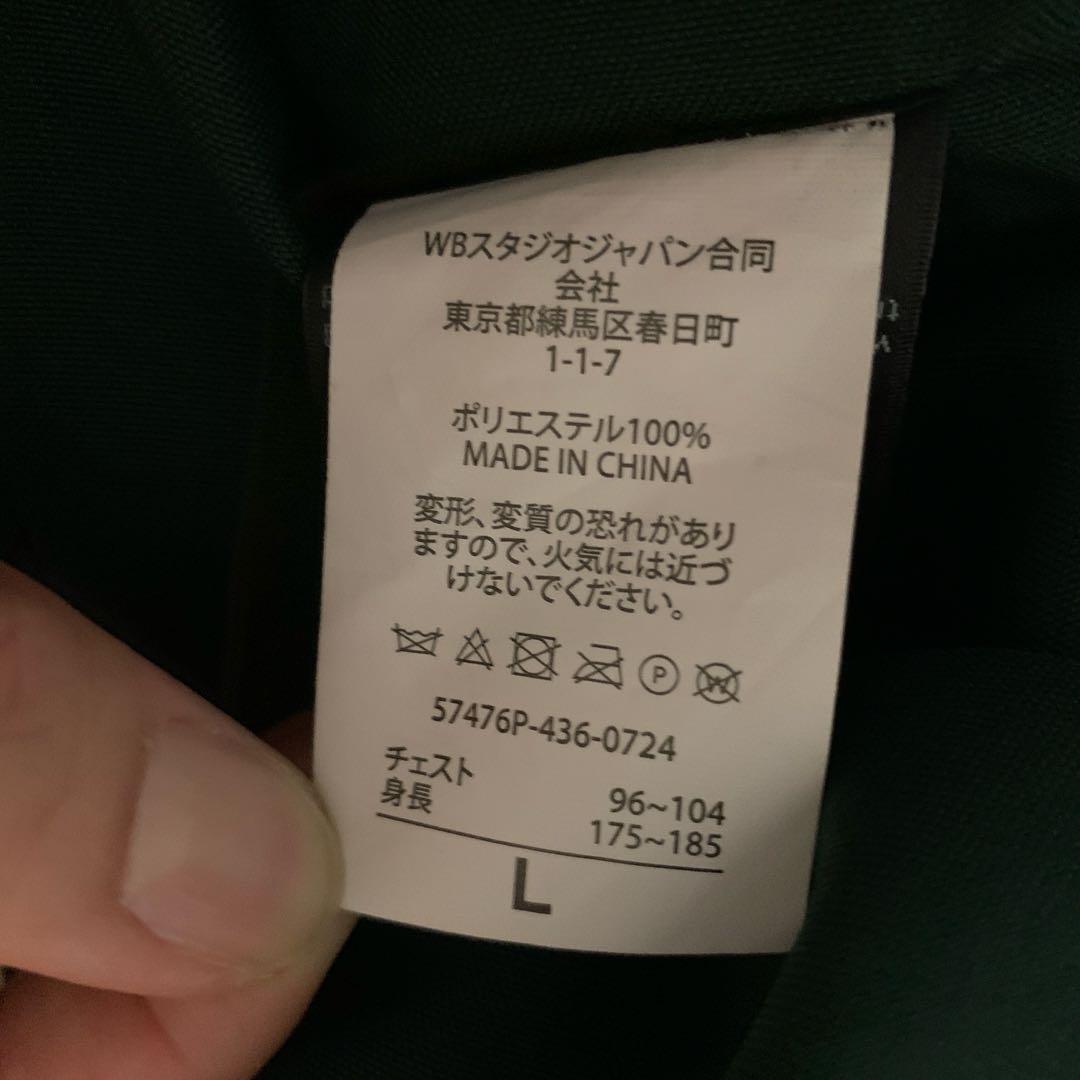 WBスタジオジャパン合同
会社
東京都練馬区春日町
1-1-7
ポリエステル100%
MADE IN CHINA
変形、変質の恐れがあり
ますので、火気には近づ
けないでください。
P W
57476P-436-0724
チェスト 96~104
身長 175~185
L